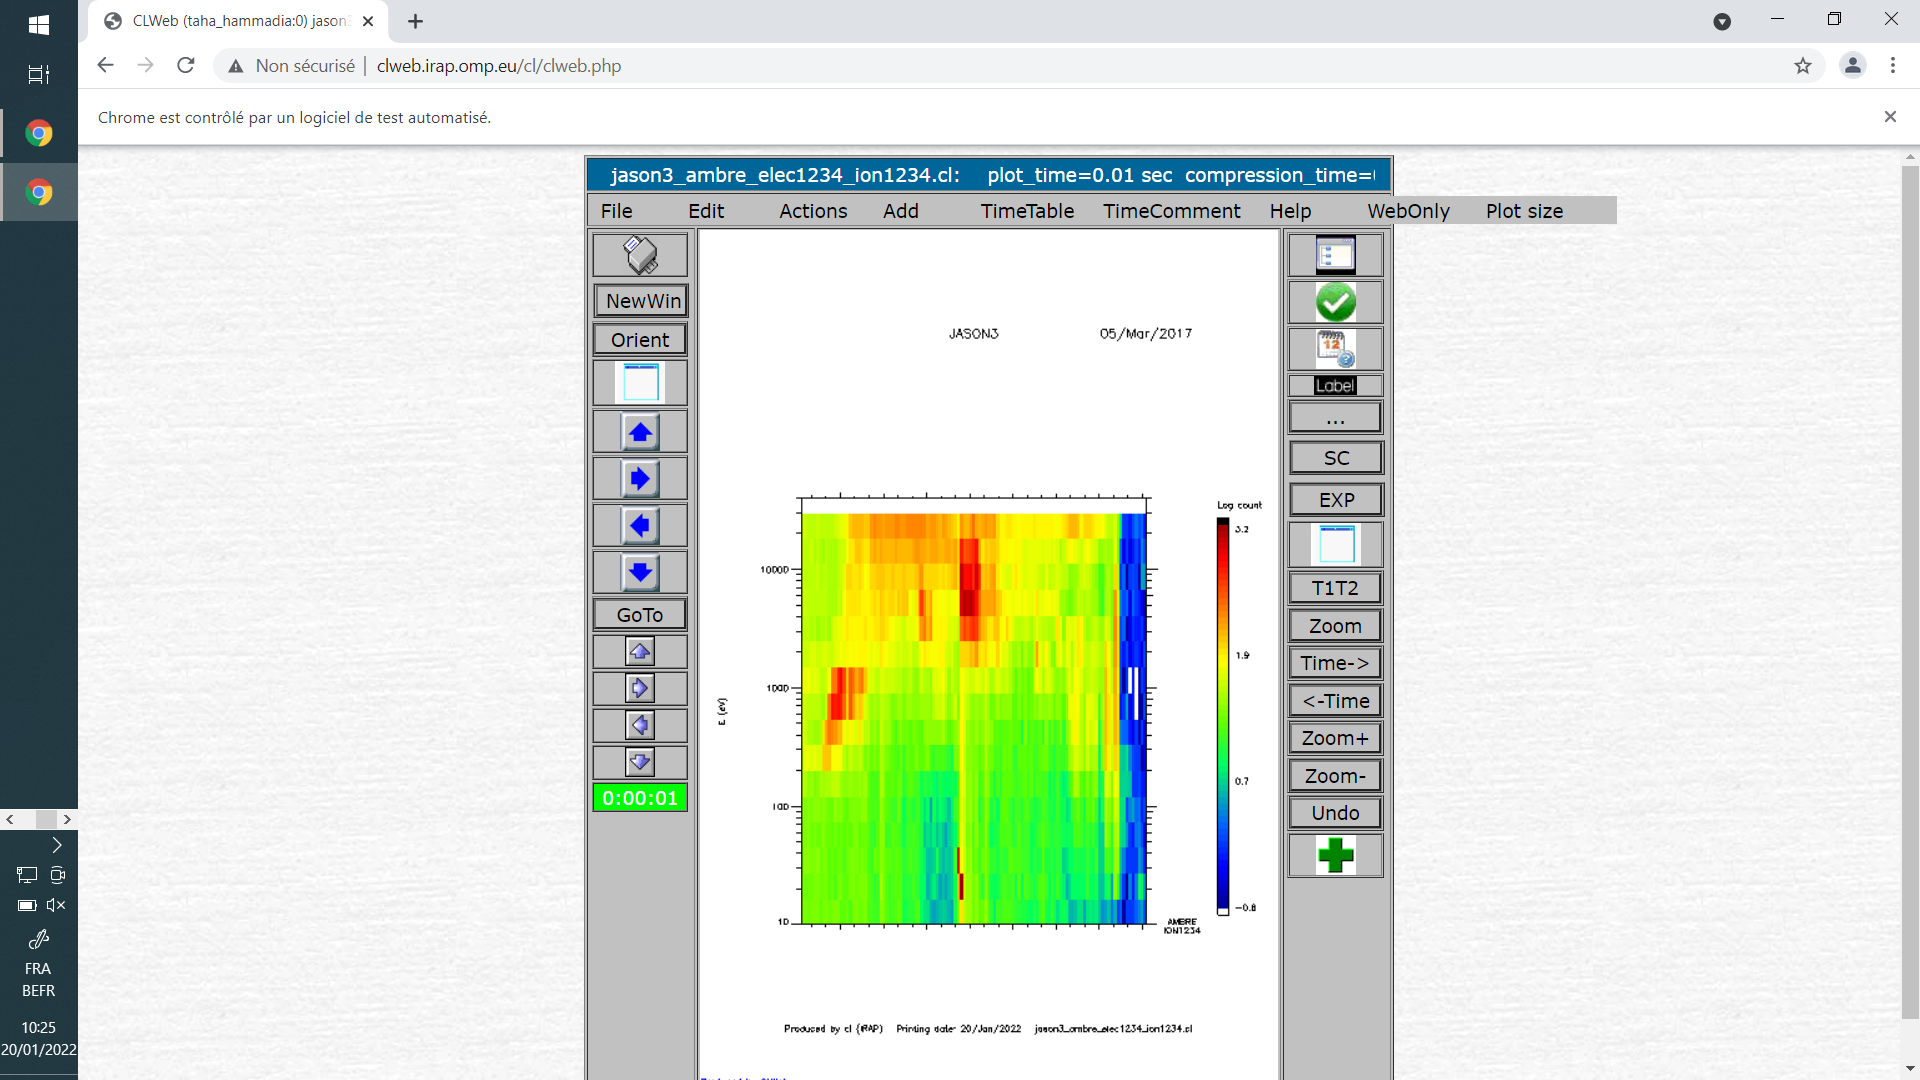 CLWeb (taha_hammadia:0) jason3
Non sécurisé | clweb.irap.omp.eu/cl/clweb.php
Chrome est contrôlé par un logiciel de test automatisé.
jason3_ambre_elec1234_ion1234.cl: plot_time=0.01 sec compression_time=
File Edit Actions Add TimeTable TimeComment Help WebOnly Plot size
NewWin
Orient
GoTo
0:00:01
JASON3 05/Mar/2017
Log count
3.2
1.9
0.7
-0.8
10000
1000
100
10
E (eV)
AMBRE
ION1234
Produced by cl (IRAP) Printing date: 20/Jan/2022 jason3_ambre_elec1234_ion1234.cl
12
Label
...
SC
EXP
T1T2
Zoom
Time->
<-Time
Zoom+
Zoom-
Undo
FRA
BEFR
10:25
20/01/2022